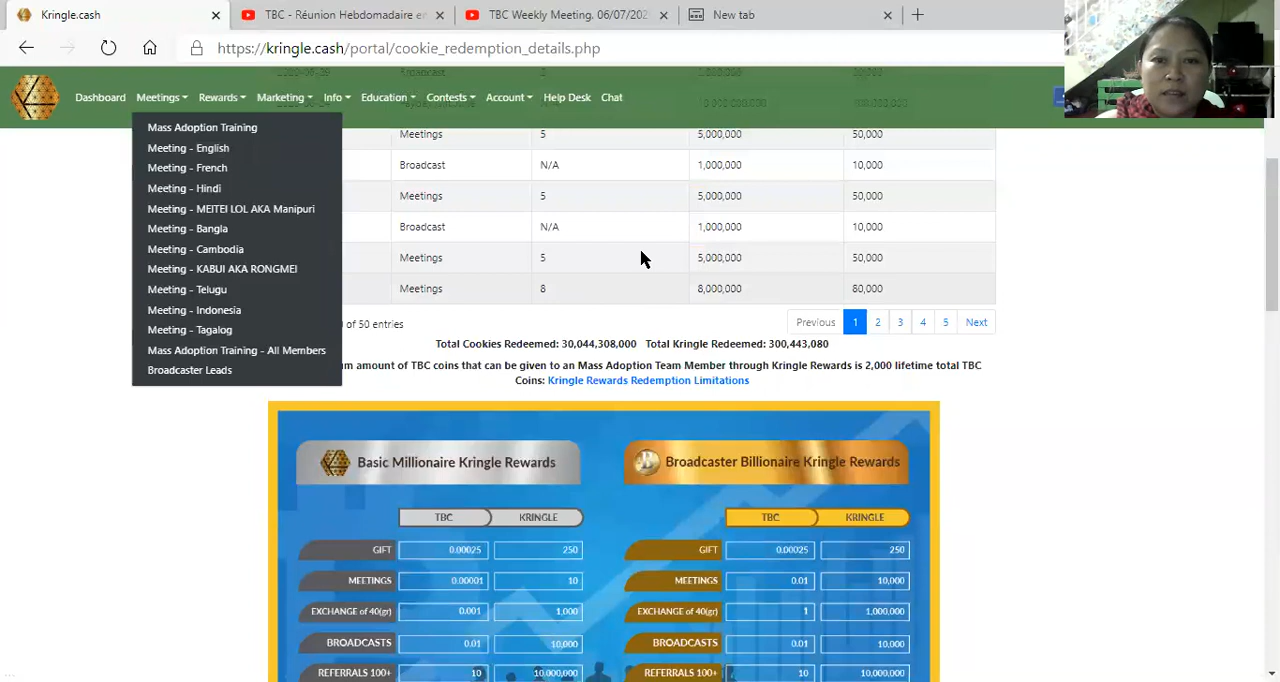 Kringle.cash
TBC - Réunion Hebdomadaire en
TBC Weekly Meeting. 06/07/202
New tab
https://kringle.cash/portal/cookie_redemption_details.php
Broadcast
Dashboard Meetings Rewards Marketing Info Education Contests Account Help Desk Chat
Mass Adoption Training
Meeting - English
Meeting - French
Meeting - Hindi
Meeting - MEITEI LOL AKA Manipuri
Meeting - Bangla
Meeting - Cambodia
Meeting - KABUI AKA RONGMEI
Meeting - Telugu
Meeting - Indonesia
Meeting - Tagalog
Mass Adoption Training - All Members
Broadcaster Leads
Meetings 5 5,000,000 50,000
Broadcast N/A 1,000,000 10,000
Meetings 5 5,000,000 50,000
Broadcast N/A 1,000,000 10,000
Meetings 5 5,000,000 50,000
Meetings 8 8,000,000 80,000
of 50 entries
Previous 1 2 3 4 5 Next
Total Cookies Redeemed: 30,044,308,000 Total Kringle Redeemed: 300,443,080
m amount of TBC coins that can be given to an Mass Adoption Team Member through Kringle Rewards is 2,000 lifetime total TBC
Coins: Kringle Rewards Redemption Limitations
Basic Millionaire Kringle Rewards
TBC KRINGLE
GIFT 0.00025 250
MEETINGS 0.00001 10
EXCHANGE of 40(gr) 0.001 1,000
BROADCASTS 0.01 10,000
REFERRALS 100+ 10 10,000,000
Broadcaster Billionaire Kringle Rewards
TBC KRINGLE
GIFT 0.00025 250
MEETINGS 0.01 10,000
EXCHANGE of 40(gr) 1 1,000,000
BROADCASTS 0.01 10,000
REFERRALS 100+ 10 10,000,000